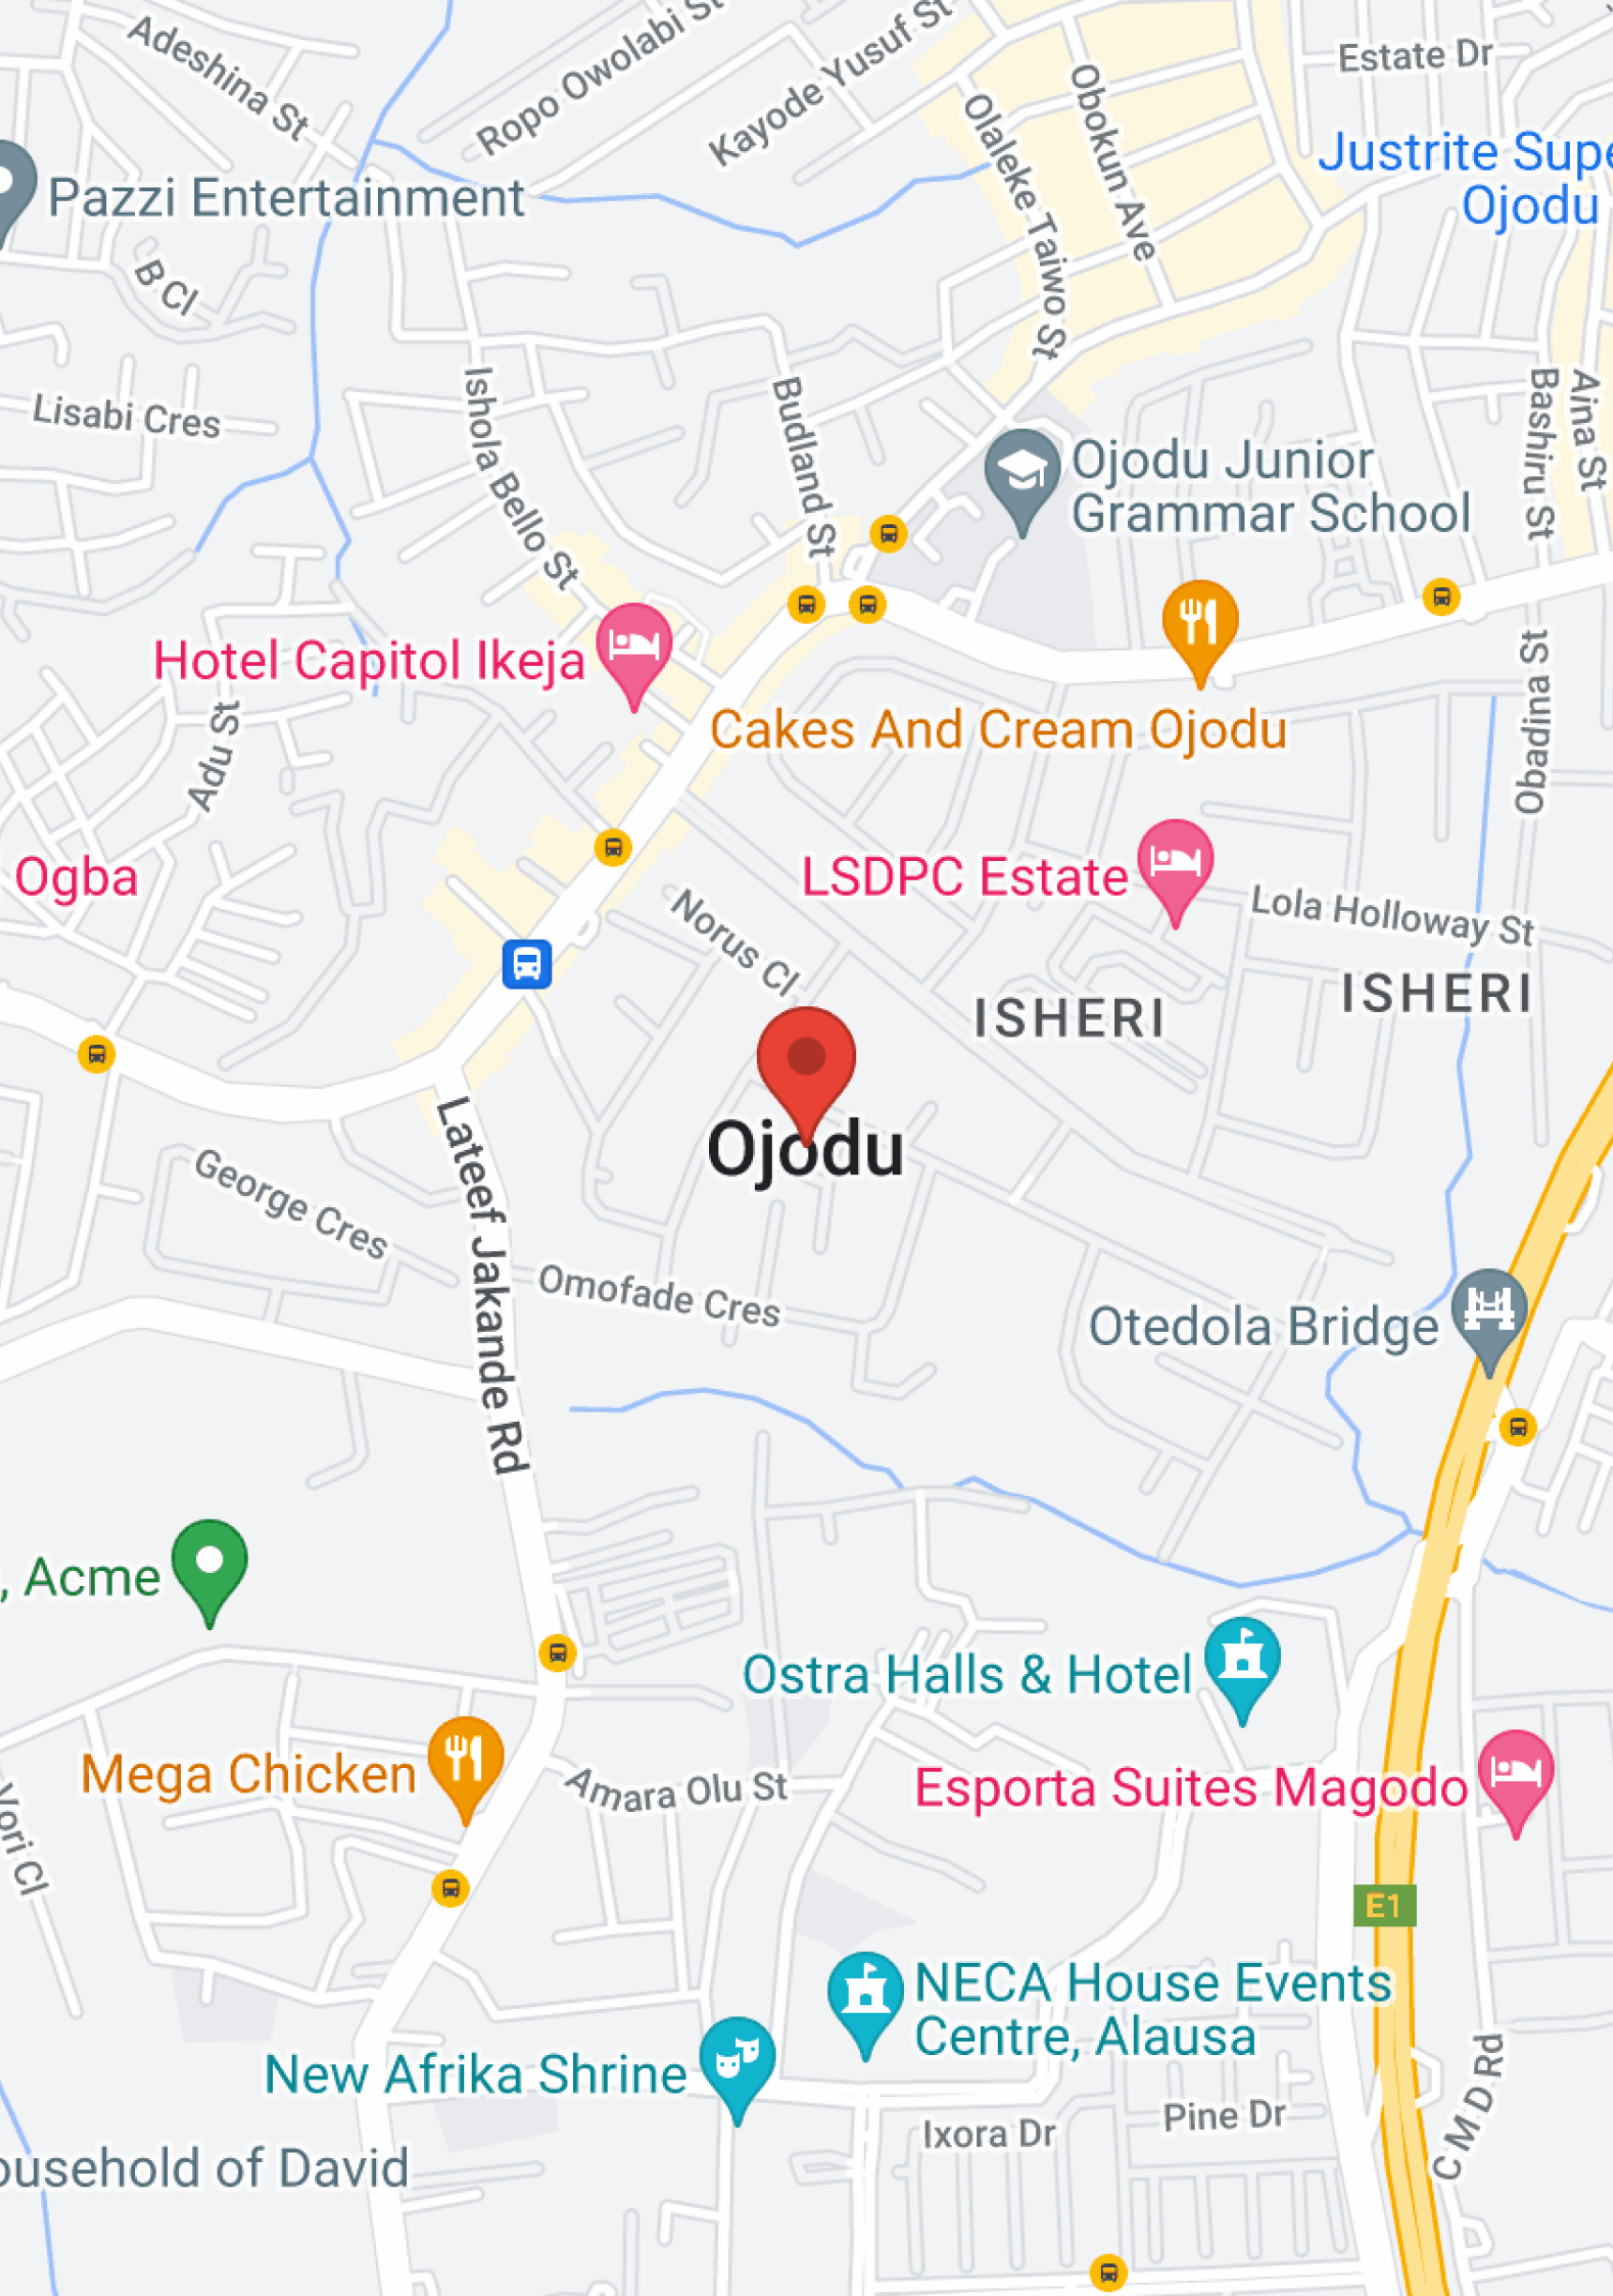 Adeshina St
Ropo Owolabi St
Kayode Yusuf St
Estate Dr
Obokun Ave
Olaleke Taiwo St
Justrite Supe
Ojodu
Pazzi Entertainment
B Cl
Lisabi Cres
Ishola Bello St
Budland St
Bashiru St
Aina St
Ojodu Junior
Grammar School
Hotel Capitol Ikeja
Cakes And Cream Ojodu
Obadina St
Adu St
Ogba
LSDPC Estate
Lola Holloway St
Norus Cl
ISHERI
ISHERI
Ojodu
Lateef Jakande Rd
George Cres
Omofade Cres
Otedola Bridge
, Acme
Ostra Halls & Hotel
Mega Chicken
Amara Olu St
Esporta Suites Magodo
Yori Cl
E1
NECA House Events
Centre, Alausa
New Afrika Shrine
Ixora Dr
Pine Dr
C M D Rd
ousehold of David